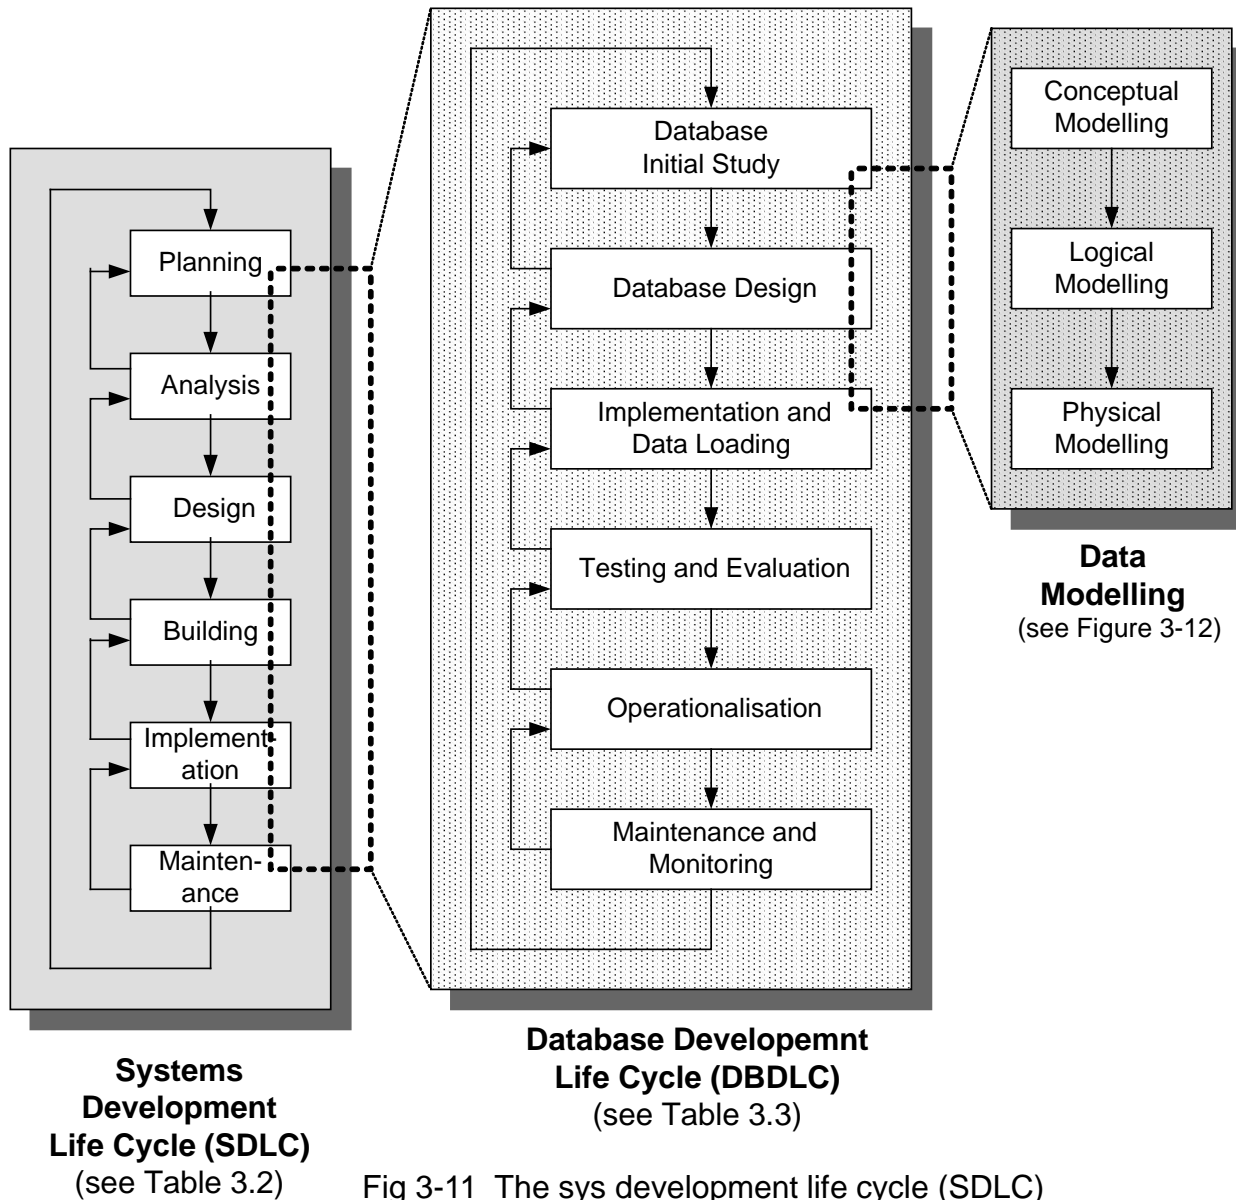 Planning
Analysis
Design
Building
Implement-
ation
Mainten-
ance
Systems
Development
Life Cycle (SDLC)
(see Table 3.2)
Database
Initial Study
Database Design
Implementation and
Data Loading
Testing and Evaluation
Operationalisation
Maintenance and
Monitoring
Database Developemnt
Life Cycle (DBDLC)
(see Table 3.3)
Conceptual
Modelling
Logical
Modelling
Physical
Modelling
Data
Modelling
(see Figure 3-12)
Fig 3-11 The sys development life cycle (SDLC)